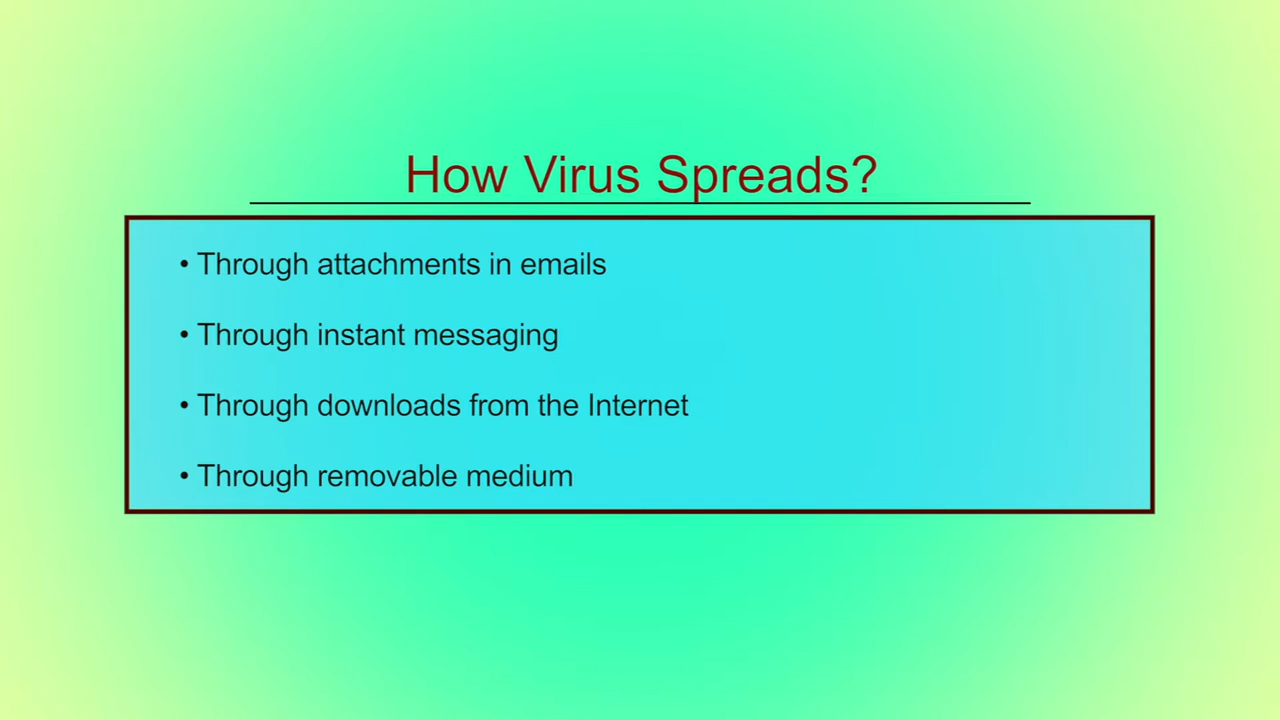 How Virus Spreads?
• Through attachments in emails
• Through instant messaging
• Through downloads from the Internet
• Through removable medium